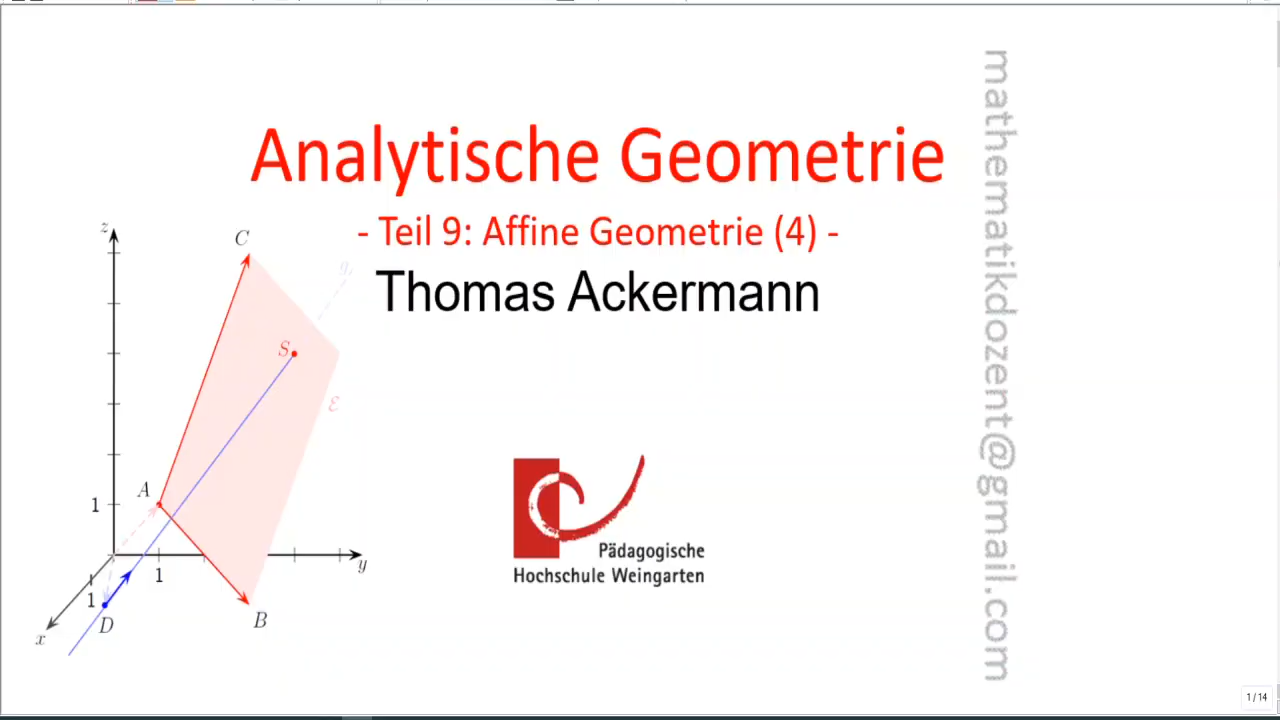 Analytische Geometrie
- Teil 9: Affine Geometrie (4) -
Thomas Ackermann
mathematikdozent@gmail.com
z
C
g
S
ε
A
1
1
y
1
D
B
x
Pädagogische
Hochschule Weingarten
1 / 14